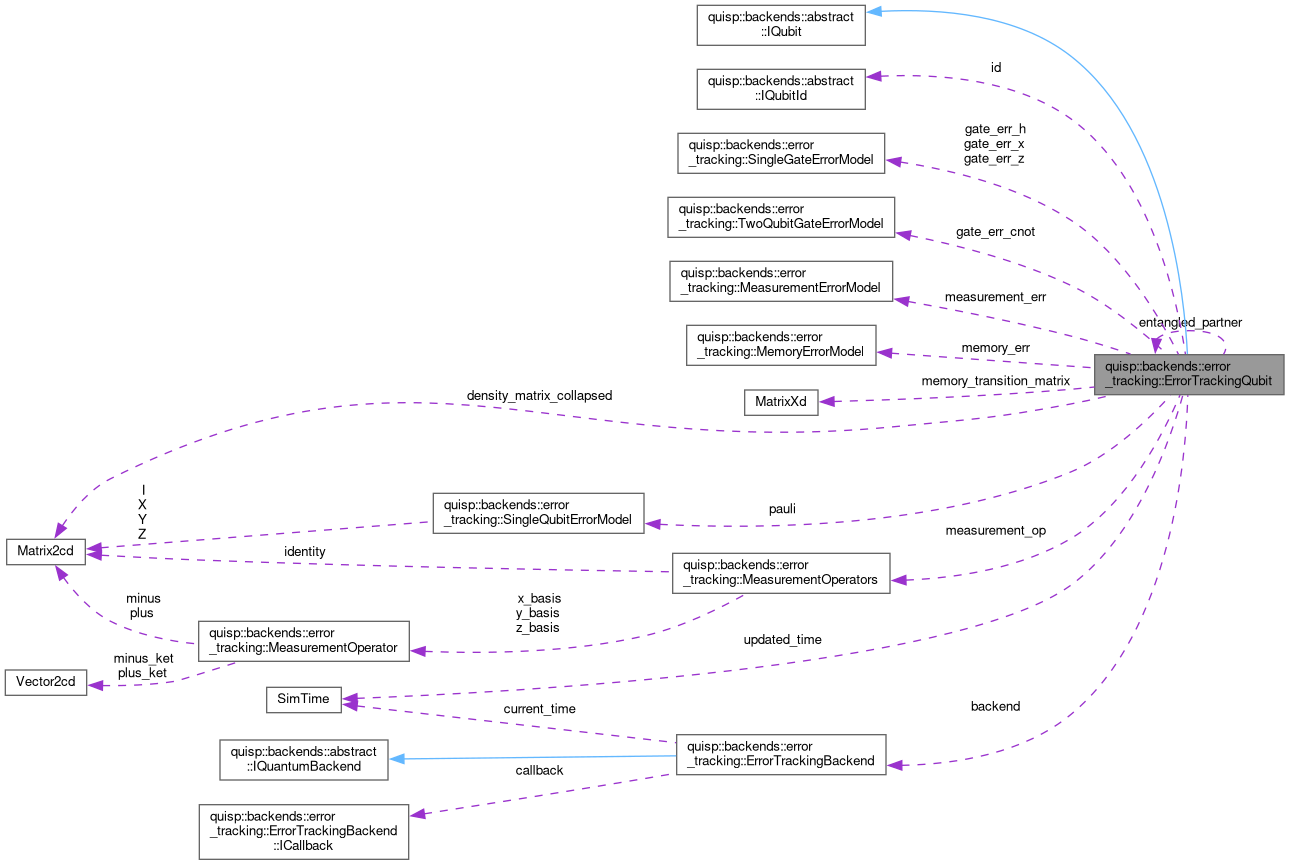 quisp::backends::abstract
::IQubit
id
quisp::backends::abstract
::IQubitId
gate_err_h
gate_err_x
gate_err_z
quisp::backends::error
_tracking::SingleGateErrorModel
quisp::backends::error
_tracking::TwoQubitGateErrorModel
gate_err_cnot
quisp::backends::error
_tracking::MeasurementErrorModel
measurement_err
entangled_partner
quisp::backends::error
_tracking::MemoryErrorModel
memory_err
quisp::backends::error
_tracking::ErrorTrackingQubit
memory_transition_matrix
MatrixXd
density_matrix_collapsed
I
X
Y
Z
quisp::backends::error
_tracking::SingleQubitErrorModel
pauli
measurement_op
Matrix2cd
identity
quisp::backends::error
_tracking::MeasurementOperators
minus
plus
x_basis
y_basis
z_basis
quisp::backends::error
_tracking::MeasurementOperator
updated_time
minus_ket
plus_ket
Vector2cd
SimTime
current_time
backend
quisp::backends::abstract
::IQuantumBackend
quisp::backends::error
_tracking::ErrorTrackingBackend
callback
quisp::backends::error
_tracking::ErrorTrackingBackend
::ICallback